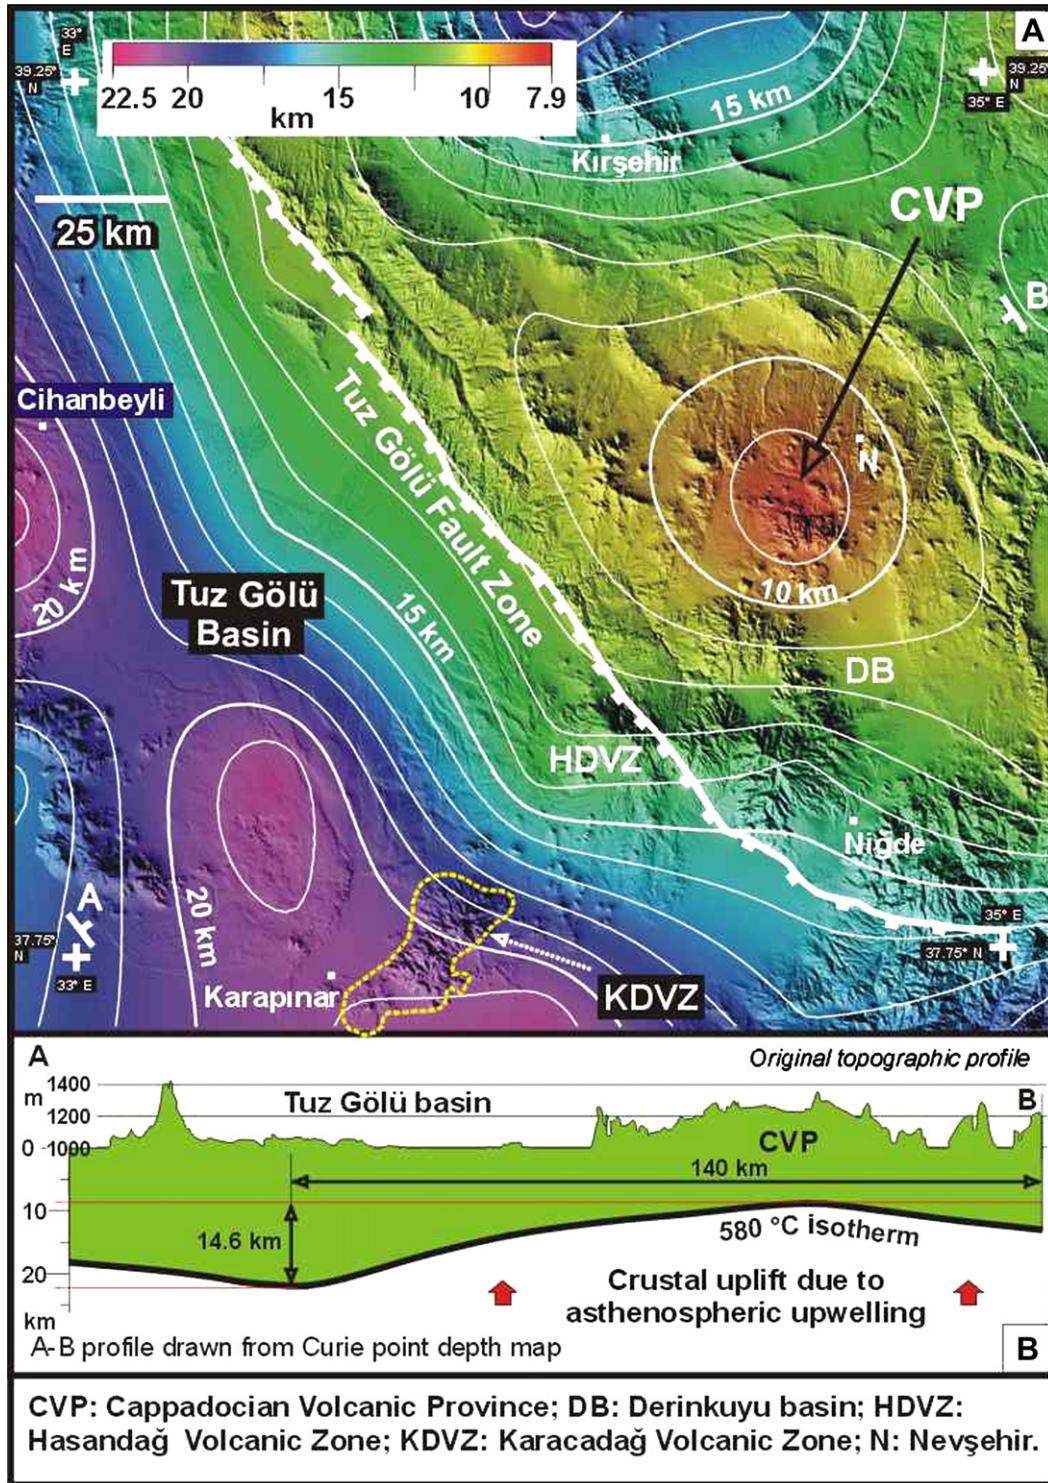 A
33°
E
39.25°
N
22.5 20 15 10 7.9
km
39.25°
N
35° E
15 km
Kırşehir
CVP
25 km
B
Cihanbeyli
Tuz Gölü Fault Zone
N
20 km
10 km
Tuz Gölü
Basin
15 km
DB
HDVZ
Niğde
A
20 km
37.75°
N
33° E
35° E
37.75° N
Karapınar
KDVZ
A
Original topographic profile
m
1400
Tuz Gölü basin
B
1200
CVP
0
1000
140 km
10
14.6 km
580 °C isotherm
20
Crustal uplift due to
asthenospheric upwelling
km
A-B profile drawn from Curie point depth map
B
CVP: Cappadocian Volcanic Province; DB: Derinkuyu basin; HDVZ:
Hasandağ Volcanic Zone; KDVZ: Karacadağ Volcanic Zone; N: Nevşehir.